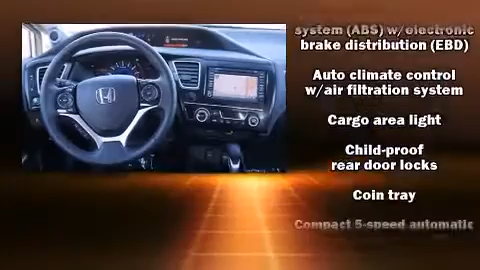 system (ABS) w/electronic
brake distribution (EBD)
Auto climate control
w/air filtration system
Cargo area light
Child-proof
rear door locks
Coin tray
Compact 5-speed automatic